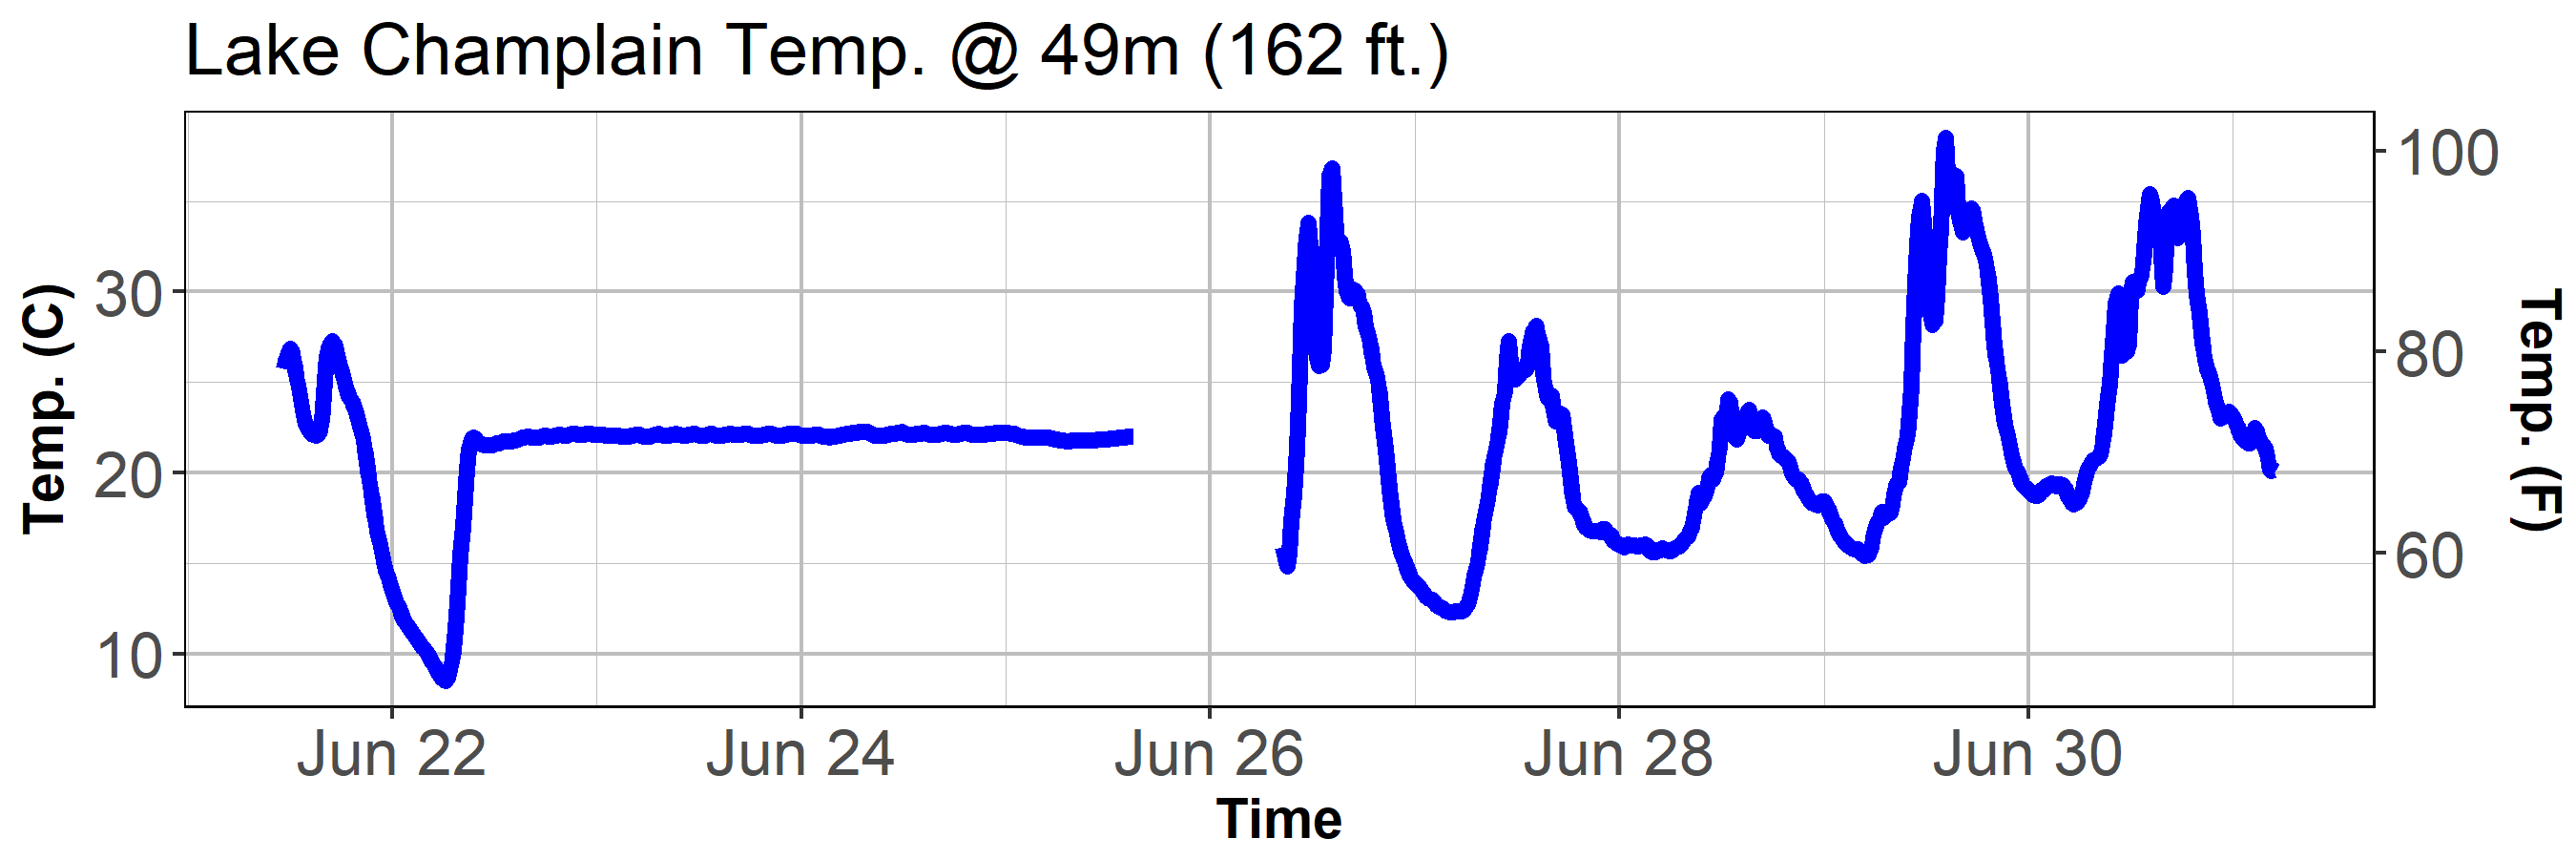 Lake Champlain Temp. @ 49m (162 ft.)
Temp. (C)
30
20
10
100
80
60
Temp. (F)
Jun 22 Jun 24 Jun 26 Jun 28 Jun 30
Time